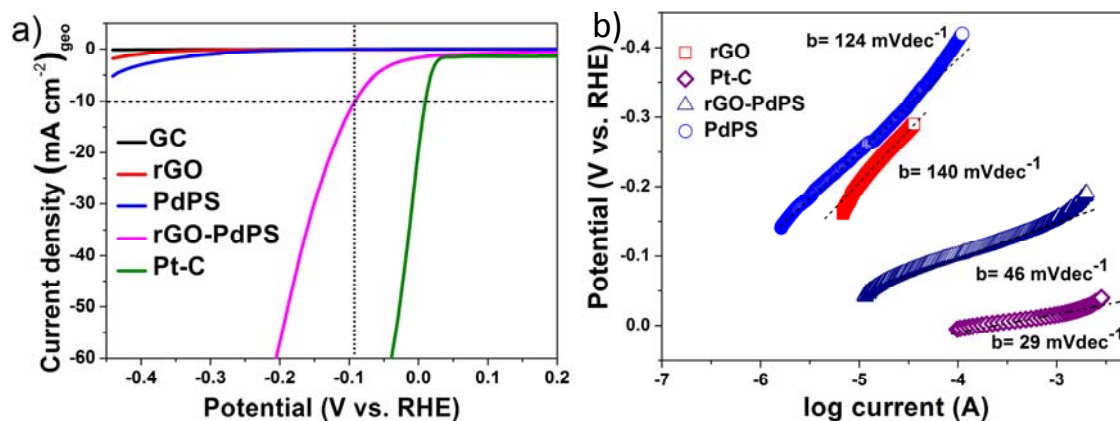 a)
Current density (mA cm⁻²)geo
0
-10
-20
-30
-40
-50
-60
GC
rGO
PdPS
rGO-PdPS
Pt-C
-0.4 -0.3 -0.2 -0.1 0.0 0.1 0.2
Potential (V vs. RHE)
b)
Potential (V vs. RHE)
-0.4
-0.3
-0.2
-0.1
0.0
b= 124 mVdec⁻¹
rGO
Pt-C
rGO-PdPS
PdPS
b= 140 mVdec⁻¹
b= 46 mVdec⁻¹
b= 29 mVdec⁻¹
-7 -6 -5 -4 -3 -2
log current (A)